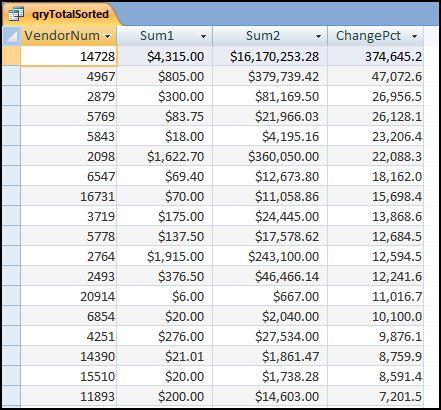 qryTotalSorted
VendorNum Sum1 Sum2 ChangePct
14728 $4,315.00 $16,170,253.28 374,645.2
4967 $805.00 $379,739.42 47,072.6
2879 $300.00 $81,169.50 26,956.5
5769 $83.75 $21,966.03 26,128.1
5843 $18.00 $4,195.16 23,206.4
2098 $1,622.70 $360,050.00 22,088.3
6547 $69.40 $12,673.80 18,162.0
16731 $70.00 $11,058.86 15,698.4
3719 $175.00 $24,445.00 13,868.6
5778 $137.50 $17,578.62 12,684.5
2764 $1,915.00 $243,100.00 12,594.5
2493 $376.50 $46,466.14 12,241.6
20914 $6.00 $667.00 11,016.7
6854 $20.00 $2,040.00 10,100.0
4251 $276.00 $27,534.00 9,876.1
14390 $21.01 $1,861.47 8,759.9
15510 $20.00 $1,738.28 8,591.4
11893 $200.00 $14,603.00 7,201.5